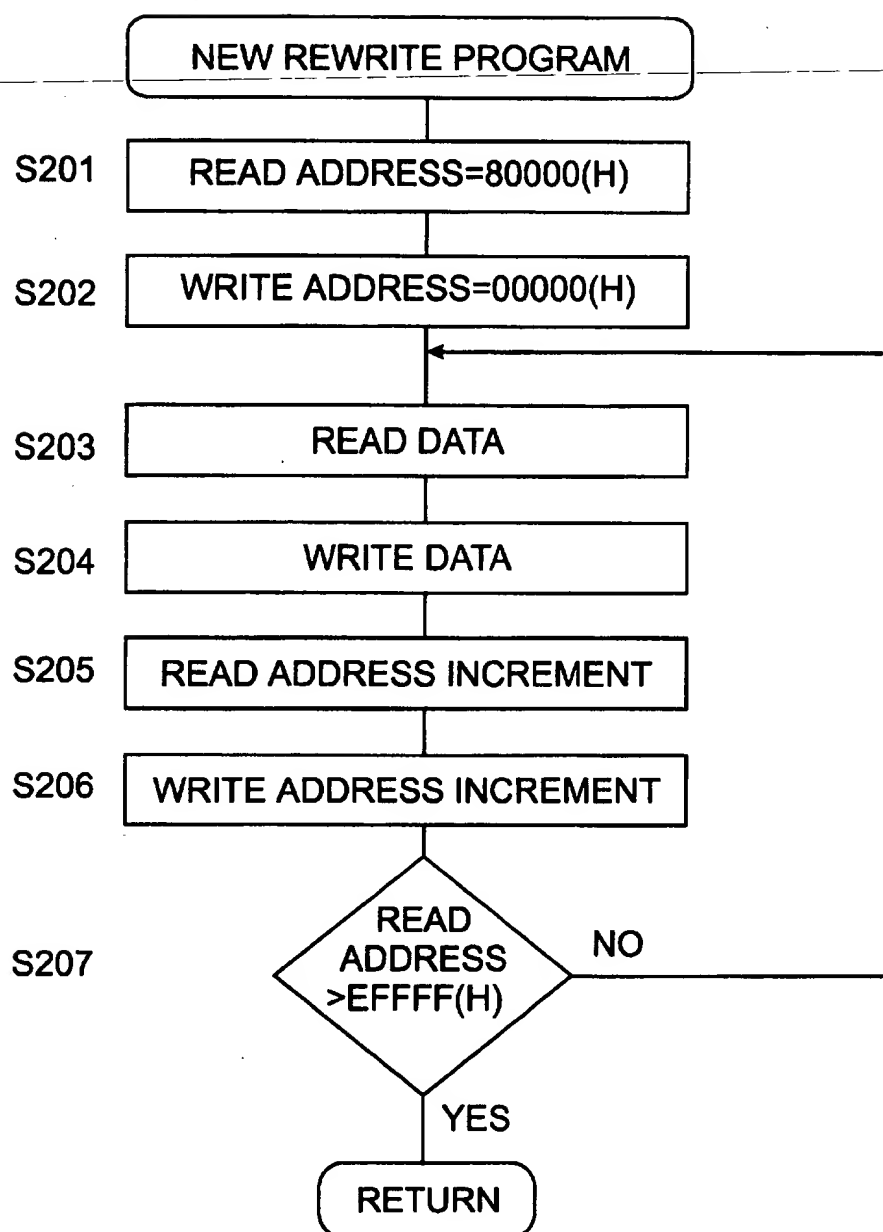 NEW REWRITE PROGRAM
S201 READ ADDRESS=80000(H)
S202 WRITE ADDRESS=00000(H)
S203 READ DATA
S204 WRITE DATA
S205 READ ADDRESS INCREMENT
S206 WRITE ADDRESS INCREMENT
READ
ADDRESS
S207 >EFFFF(H) NO
YES
RETURN